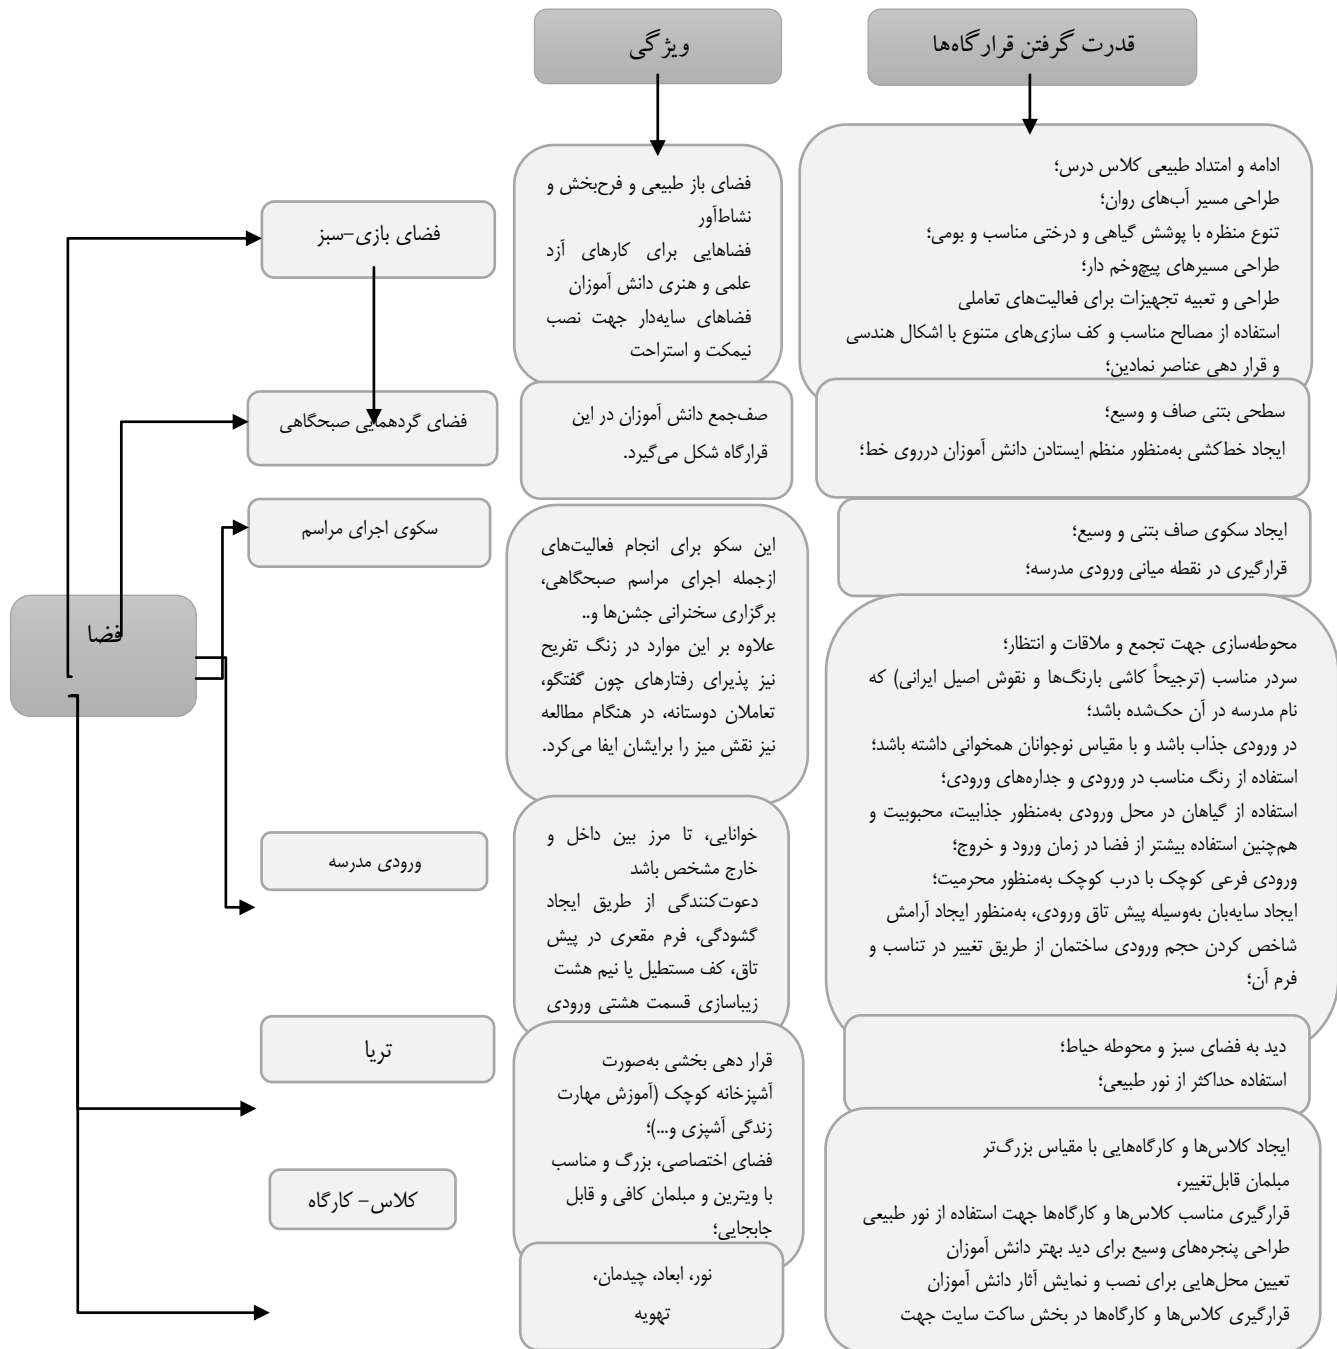 قدرت گرفتن قرارگاه‌ها
ویژگی
ادامه و امتداد طبیعی کلاس درس؛
طراحی مسیر آب‌های روان؛
تنوع منظره با پوشش گیاهی و درختی مناسب و بومی؛
طراحی مسیرهای پیچ‌وخم دار؛
طراحی و تعبیه تجهیزات برای فعالیت‌های تعاملی
استفاده از مصالح مناسب و کف سازی‌های متنوع با اشکال هندسی
و قرار دهی عناصر نمادین؛
فضای باز طبیعی و فرح‌بخش و
نشاط‌آور
فضاهایی برای کارهای آزد
علمی و هنری دانش آموزان
فضاهای سایه‌دار جهت نصب
نیمکت و استراحت
فضای بازی-سبز
سطحی بتنی صاف و وسیع؛
ایجاد خط‌کشی به‌منظور منظم ایستادن دانش آموزان درروی خط؛
صف‌جمع دانش آموزان در این
قرارگاه شکل می‌گیرد.
فضای گردهمایی صبحگاهی
ایجاد سکوی صاف بتنی و وسیع؛
قرارگیری در نقطه میانی ورودی مدرسه؛
این سکو برای انجام فعالیت‌های
ازجمله اجرای مراسم صبحگاهی،
برگزاری سخنرانی جشن‌ها و..
علاوه بر این موارد در زنگ تفریح
نیز پذیرای رفتارهای چون گفتگو،
تعاملان دوستانه، در هنگام مطالعه
نیز نقش میز را برایشان ایفا می‌کرد.
سکوی اجرای مراسم
فضا
محوطه‌سازی جهت تجمع و ملاقات و انتظار؛
سردر مناسب (ترجیحاً کاشی بارنگ‌ها و نقوش اصیل ایرانی) که
نام مدرسه در آن حک‌شده باشد؛
در ورودی جذاب باشد و با مقیاس نوجوانان همخوانی داشته باشد؛
استفاده از رنگ مناسب در ورودی و جداره‌های ورودی؛
استفاده از گیاهان در محل ورودی به‌منظور جذابیت، محبوبیت و
هم‌چنین استفاده بیشتر از فضا در زمان ورود و خروج؛
ورودی فرعی کوچک با درب کوچک به‌منظور محرمیت؛
ایجاد سایه‌بان به‌وسیله پیش تاق ورودی، به‌منظور ایجاد آرامش
شاخص کردن حجم ورودی ساختمان از طریق تغییر در تناسب و
فرم آن؛
خوانایی، تا مرز بین داخل و
خارج مشخص باشد
دعوت‌کنندگی از طریق ایجاد
گشودگی، فرم مقعری در پیش
تاق، کف مستطیل یا نیم هشت
زیباسازی قسمت هشتی ورودی
ورودی مدرسه
دید به فضای سبز و محوطه حیاط؛
استفاده حداکثر از نور طبیعی؛
قرار دهی بخشی به‌صورت
آشپزخانه کوچک (آموزش مهارت
زندگی آشپزی و...)؛
فضای اختصاصی، بزرگ و مناسب
با ویترین و مبلمان کافی و قابل
جابجایی؛
تریا
ایجاد کلاس‌ها و کارگاه‌هایی با مقیاس بزرگ‌تر
مبلمان قابل‌تغییر،
قرارگیری مناسب کلاس‌ها و کارگاه‌ها جهت استفاده از نور طبیعی
طراحی پنجره‌های وسیع برای دید بهتر دانش آموزان
تعیین محل‌هایی برای نصب و نمایش آثار دانش آموزان
قرارگیری کلاس‌ها و کارگاه‌ها در بخش ساکت سایت جهت
نور، ابعاد، چیدمان،
تهویه
کلاس- کارگاه